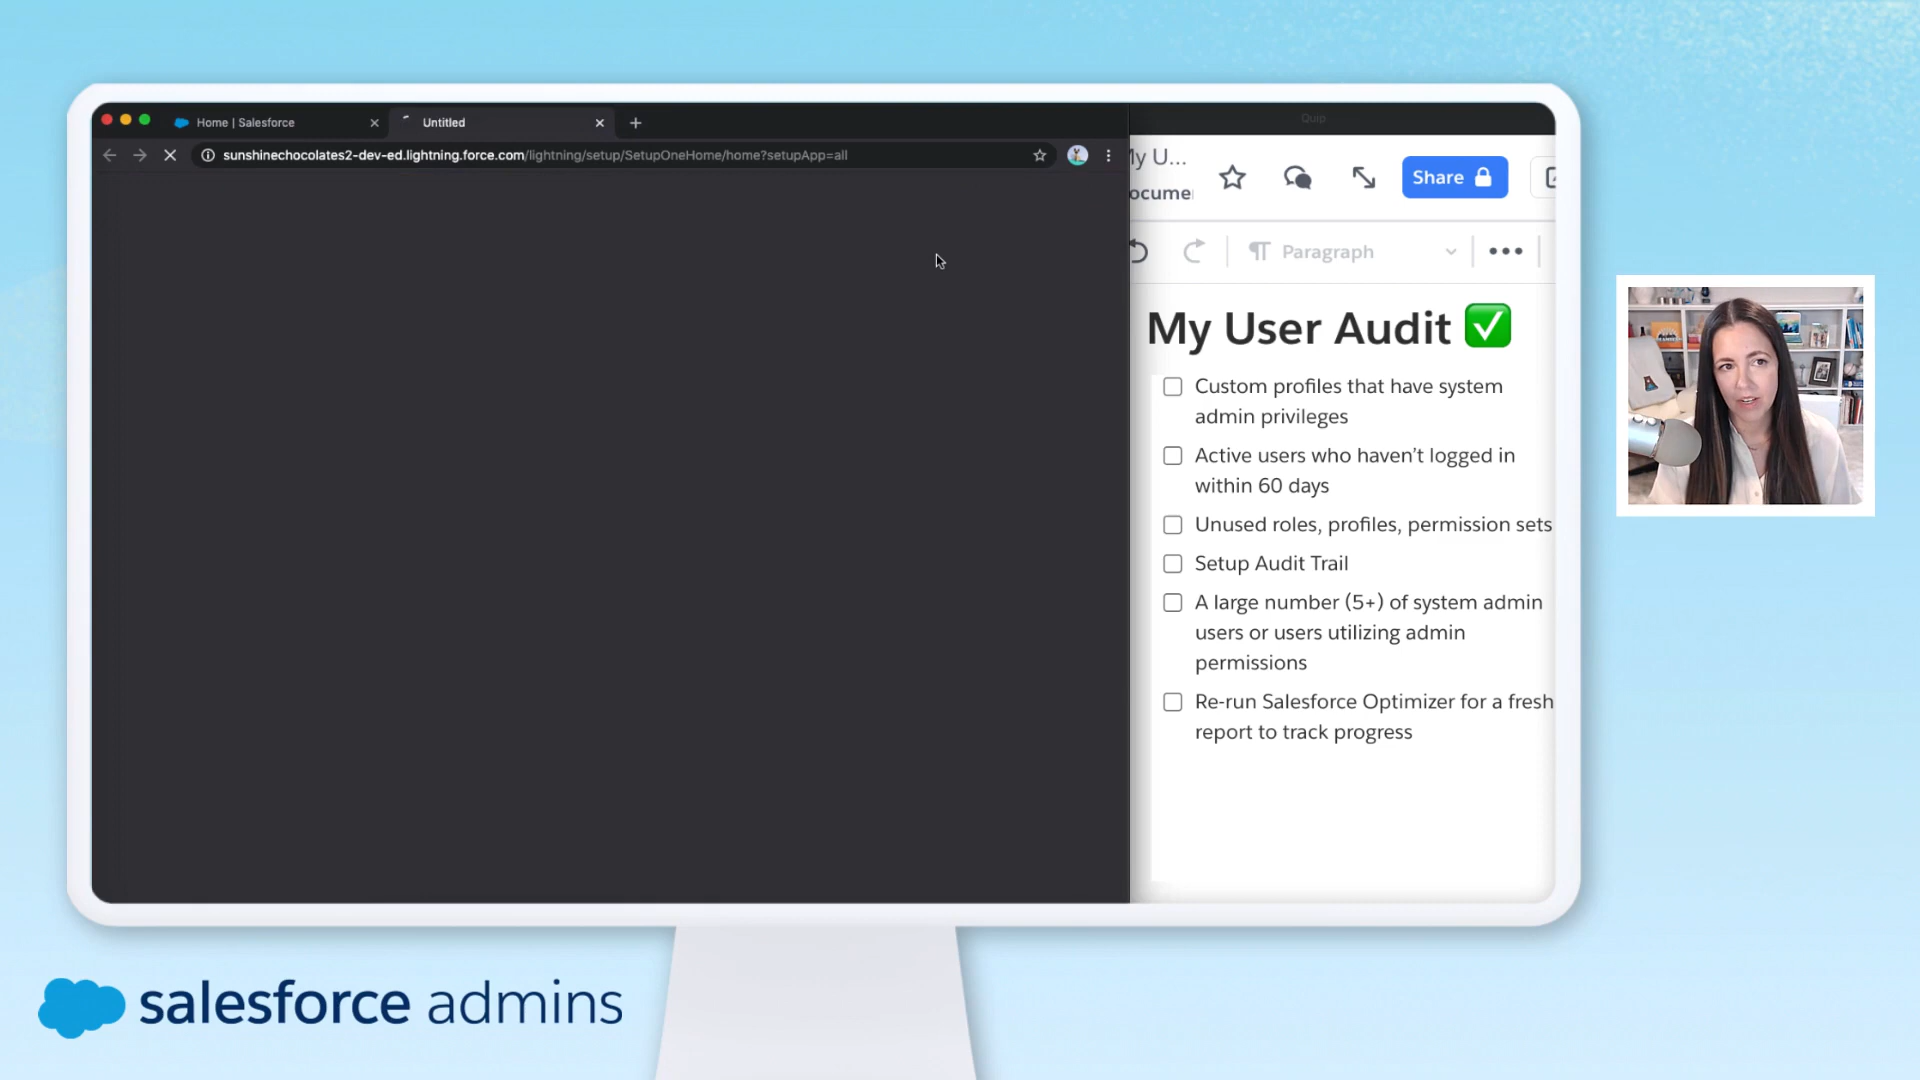 Home | Salesforce
Untitled
Quip
sunshinechocolates2-dev-ed.lightning.force.com/lightning/setup/SetupOneHome/home?setupApp=all
My U...
Share
Paragraph
My User Audit ✅
Custom profiles that have system
admin privileges
Active users who haven’t logged in
within 60 days
Unused roles, profiles, permission sets
Setup Audit Trail
A large number (5+) of system admin
users or users utilizing admin
permissions
Re-run Salesforce Optimizer for a fresh
report to track progress
salesforce admins